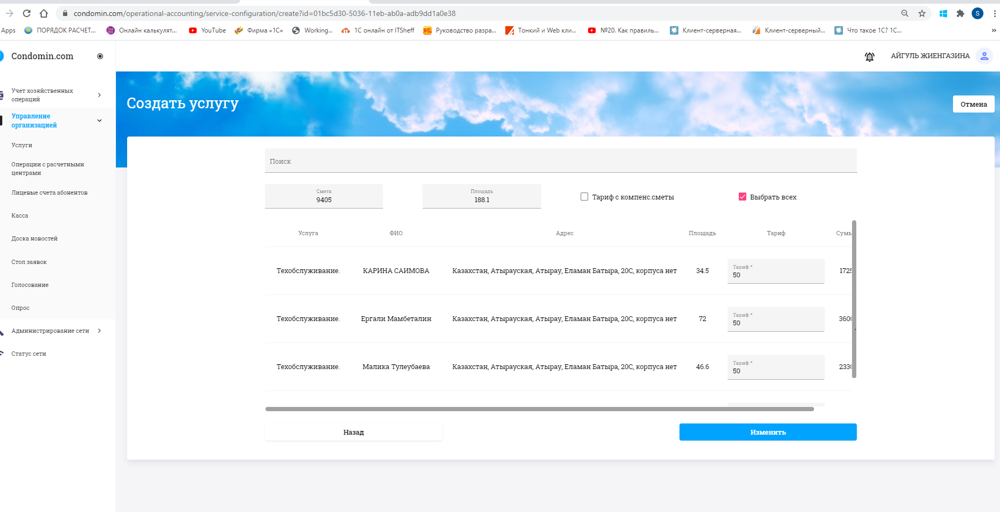 condomin.com/operational-accounting/service-configuration/create?id=01bc5d30-5036-11eb-ab0a-adb9dd1a0e38
S
Apps
ПОРЯДОК РАСЧЕТ...
Онлайн калькулят...
YouTube
Фирма «1С»
Working...
1С онлайн от ITSheff
Руководство разра...
Тонкий и Web кли...
№20. Как правиль...
Клиент-серверная...
Клиент-серверный...
Что такое 1С? 1С...
»
Condomin.com
АЙГУЛЬ ЖИЕНГАЗИНА
Учет хозяйственных
операций
Управление
организацией
Услуги
Операции с расчетными
центрами
Лицевые счета абонентов
Касса
Доска новостей
Стол заявок
Голосование
Опрос
Администрирование сети
Статус сети
Создать услугу
Отмена
Поиск
Смета
9405
Площадь
188.1
Тариф с компенс.сметы
Выбрать всех
Услуга ФИО Адрес Площадь Тариф Сумм
Техобслуживание. КАРИНА САИМОВА Казахстан, Атырауская, Атырау, Еламан Батыра, 20С, корпуса нет 34.5 Тариф * 50 1725
Техобслуживание. Ергали Мамбеталин Казахстан, Атырауская, Атырау, Еламан Батыра, 20С, корпуса нет 72 Тариф * 50 3600
Техобслуживание. Малика Тулеубаева Казахстан, Атырауская, Атырау, Еламан Батыра, 20С, корпуса нет 46.6 Тариф * 50 2330
Назад
Изменить